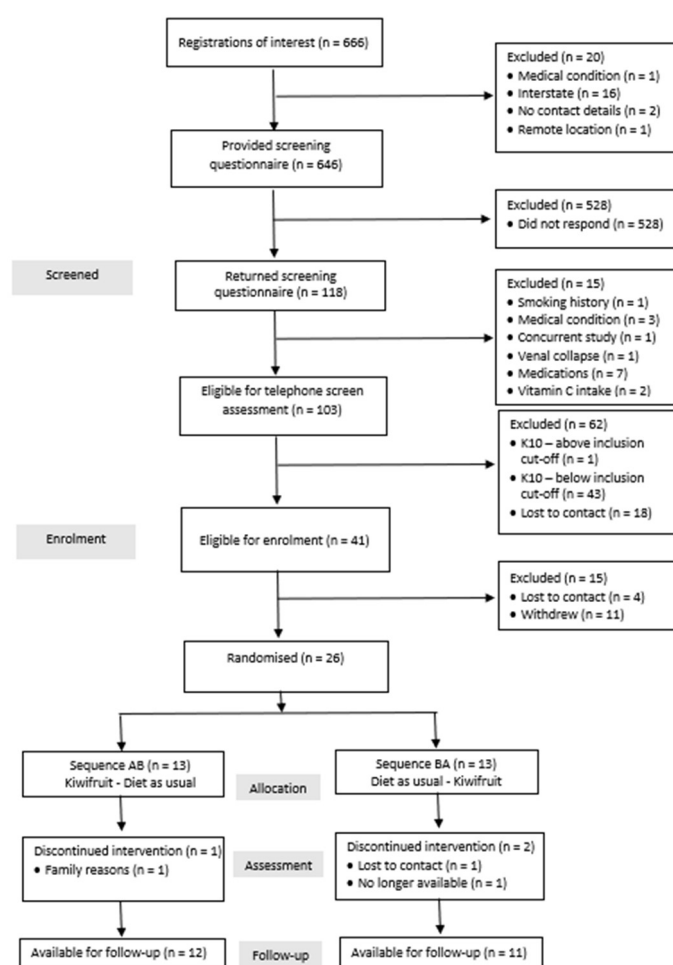 Registrations of interest (n = 666)
Excluded (n = 20)
• Medical condition (n = 1)
• Interstate (n = 16)
• No contact details (n = 2)
• Remote location (n = 1)
Provided screening
questionnaire (n = 646)
Excluded (n = 528)
• Did not respond (n = 528)
Screened
Returned screening
questionnaire (n = 118)
Excluded (n = 15)
• Smoking history (n = 1)
• Medical condition (n = 3)
• Concurrent study (n = 1)
• Venal collapse (n = 1)
• Medications (n = 7)
• Vitamin C intake (n = 2)
Eligible for telephone screen
assessment (n = 103)
Excluded (n = 62)
• K10 – above inclusion
cut-off (n = 1)
• K10 – below inclusion
cut-off (n = 43)
• Lost to contact (n = 18)
Enrolment
Eligible for enrolment (n = 41)
Excluded (n = 15)
• Lost to contact (n = 4)
• Withdrew (n = 11)
Randomised (n = 26)
Sequence AB (n = 13)
Kiwifruit - Diet as usual
Allocation
Sequence BA (n = 13)
Diet as usual - Kiwifruit
Discontinued intervention (n = 1)
• Family reasons (n = 1)
Assessment
Discontinued intervention (n = 2)
• Lost to contact (n = 1)
• No longer available (n = 1)
Available for follow-up (n = 12)
Follow-up
Available for follow-up (n = 11)